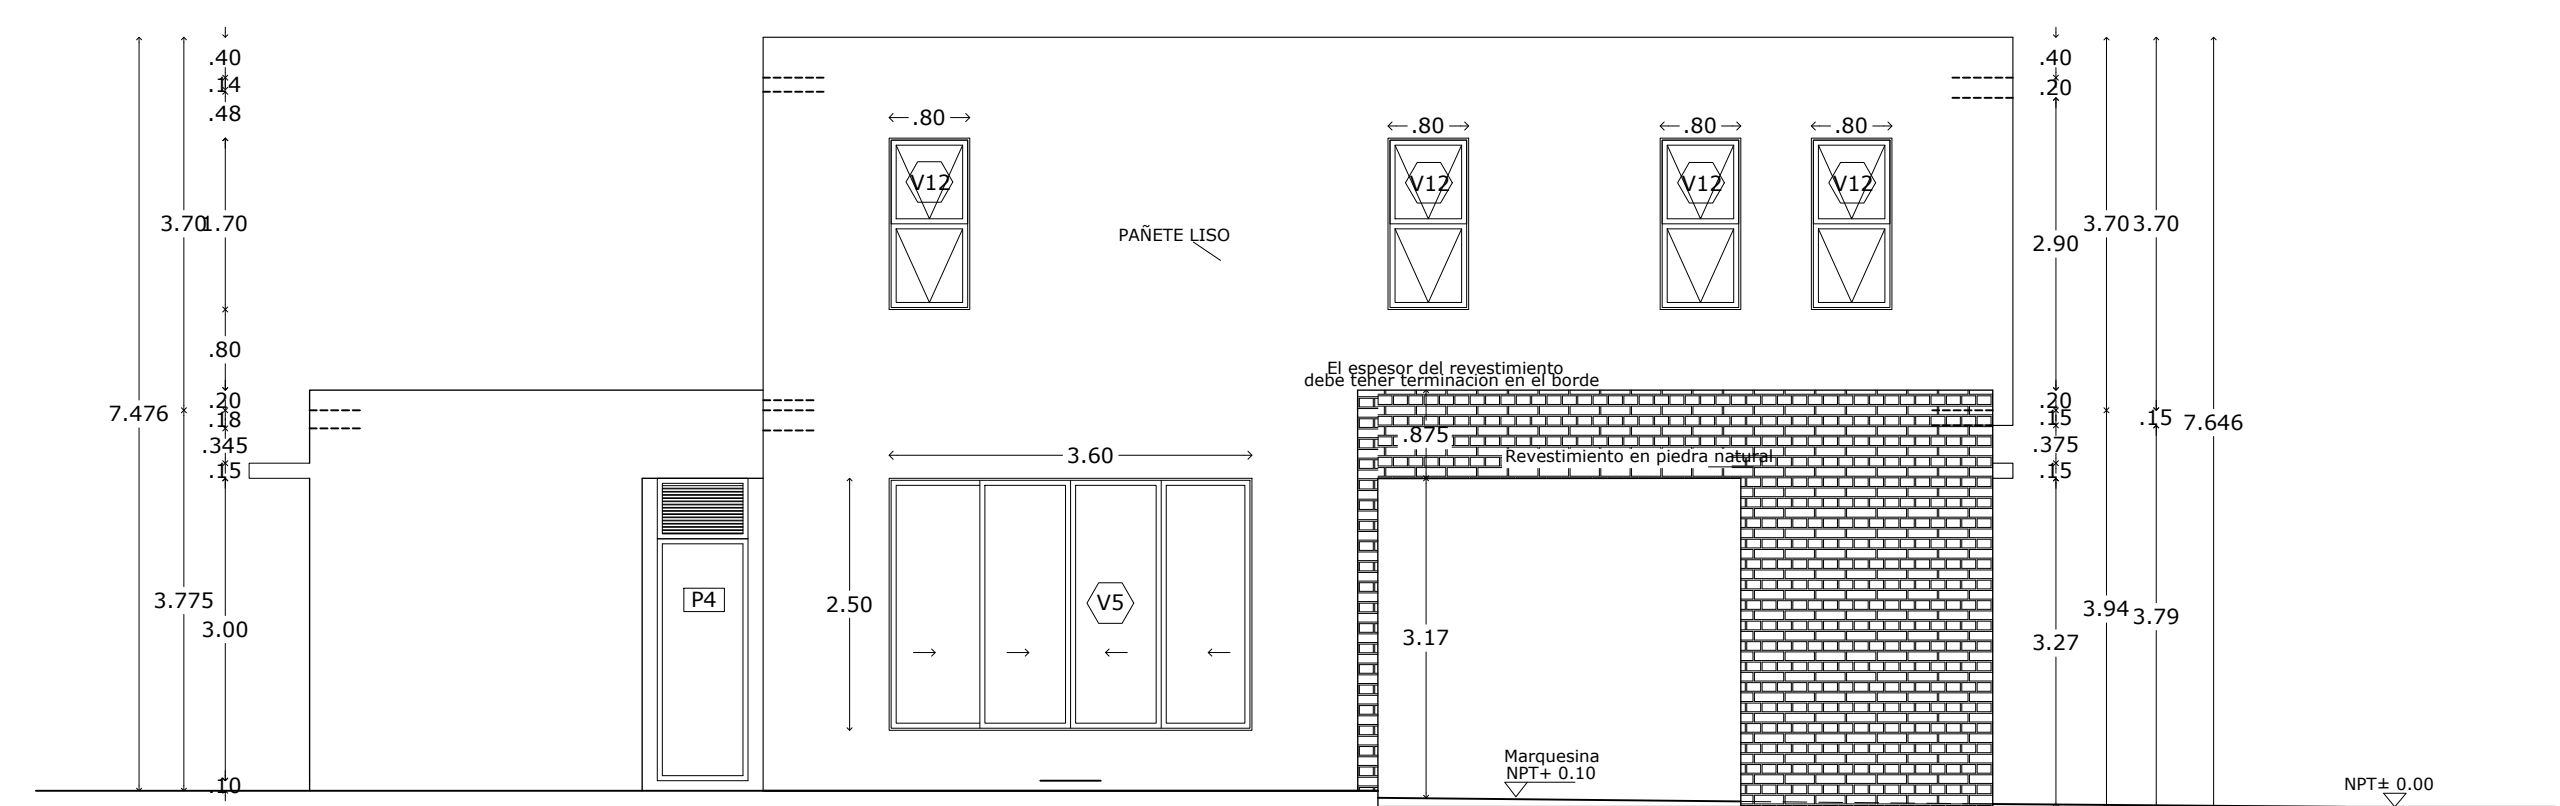 .40
.14
.48
3.70
1.70
.80
7.476
.20
.18
.345
.15
3.775
3.00
.10
.80
V12
.80
V12
.80
V12
.80
V12
PAÑETE LISO
El espesor del revestimiento
debe tener terminacion en el borde
.875
Revestimiento en piedra natural
3.60
2.50
V5
P4
3.17
Marquesina
NPT+ 0.10
.40
.20
2.90
3.70
3.70
.20
.15
.15
7.646
.375
.15
3.94
3.79
3.27
NPT± 0.00